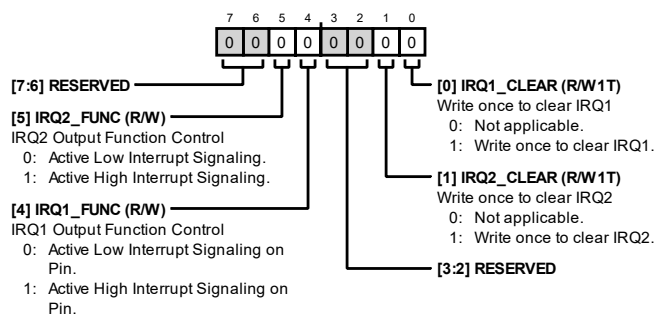 7 6 5 4 3 2 1 0
0 0 0 0 0 0 0 0
[7:6] RESERVED
[5] IRQ2_FUNC (R/W)
IRQ2 Output Function Control
0: Active Low Interrupt Signaling.
1: Active High Interrupt Signaling.
[4] IRQ1_FUNC (R/W)
IRQ1 Output Function Control
0: Active Low Interrupt Signaling on
Pin.
1: Active High Interrupt Signaling on
Pin.
[0] IRQ1_CLEAR (R/W1T)
Write once to clear IRQ1
0: Not applicable.
1: Write once to clear IRQ1.
[1] IRQ2_CLEAR (R/W1T)
Write once to clear IRQ2
0: Not applicable.
1: Write once to clear IRQ2.
[3:2] RESERVED